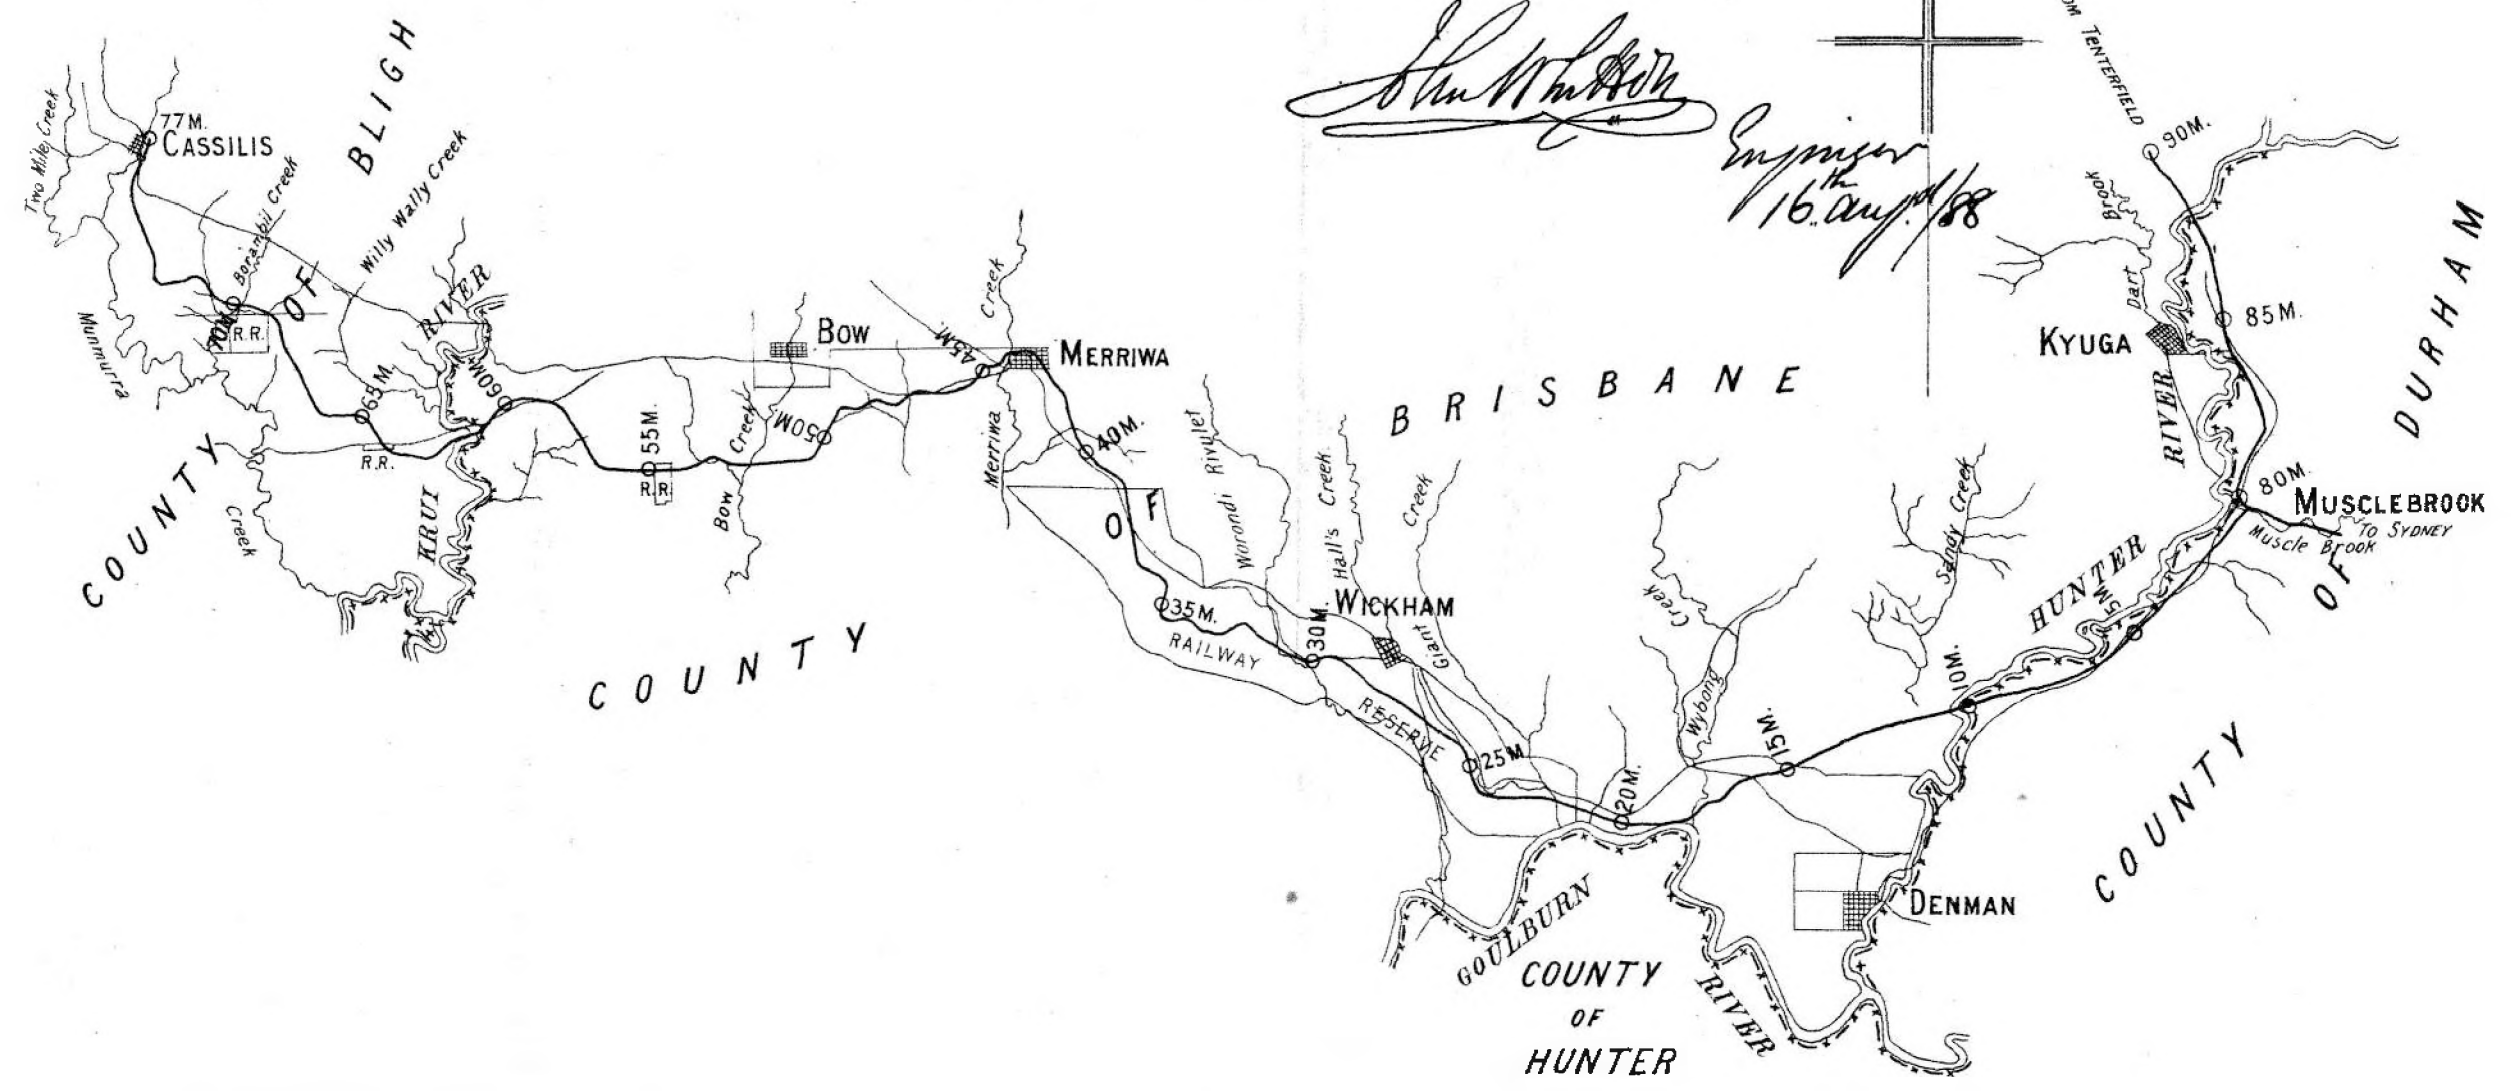 John Whitton
Engineer
16th Augst/88
OM TENTERFIELD
90M.
85M.
80M.
KYUGA
Dart Brook
RIVER
HUNTER
MUSCLEBROOK
TO SYDNEY
Muscle Brook
COUNTY OF DURHAM
5M.
10M.
15M.
20M.
25M
30M.
35M.
40M.
45M.
50M
55M.
60M
65M.
70M
77M.
CASSILIS
Two Mile Creek
Borambil Creek
Willy Wally Creek
COUNTY OF BLIGH
Munmurra Creek
R.R.
R.R.
R.R.
KRUI RIVER
BOW
Bow Creek
MERRIWA
Merriwa Creek
COUNTY OF BRISBANE
Worondi Rivulet
Hall's Creek
WICKHAM
Giant Creek
RAILWAY RESERVE
Wybong Creek
Sandy Creek
DENMAN
GOULBURN RIVER
COUNTY
OF
HUNTER